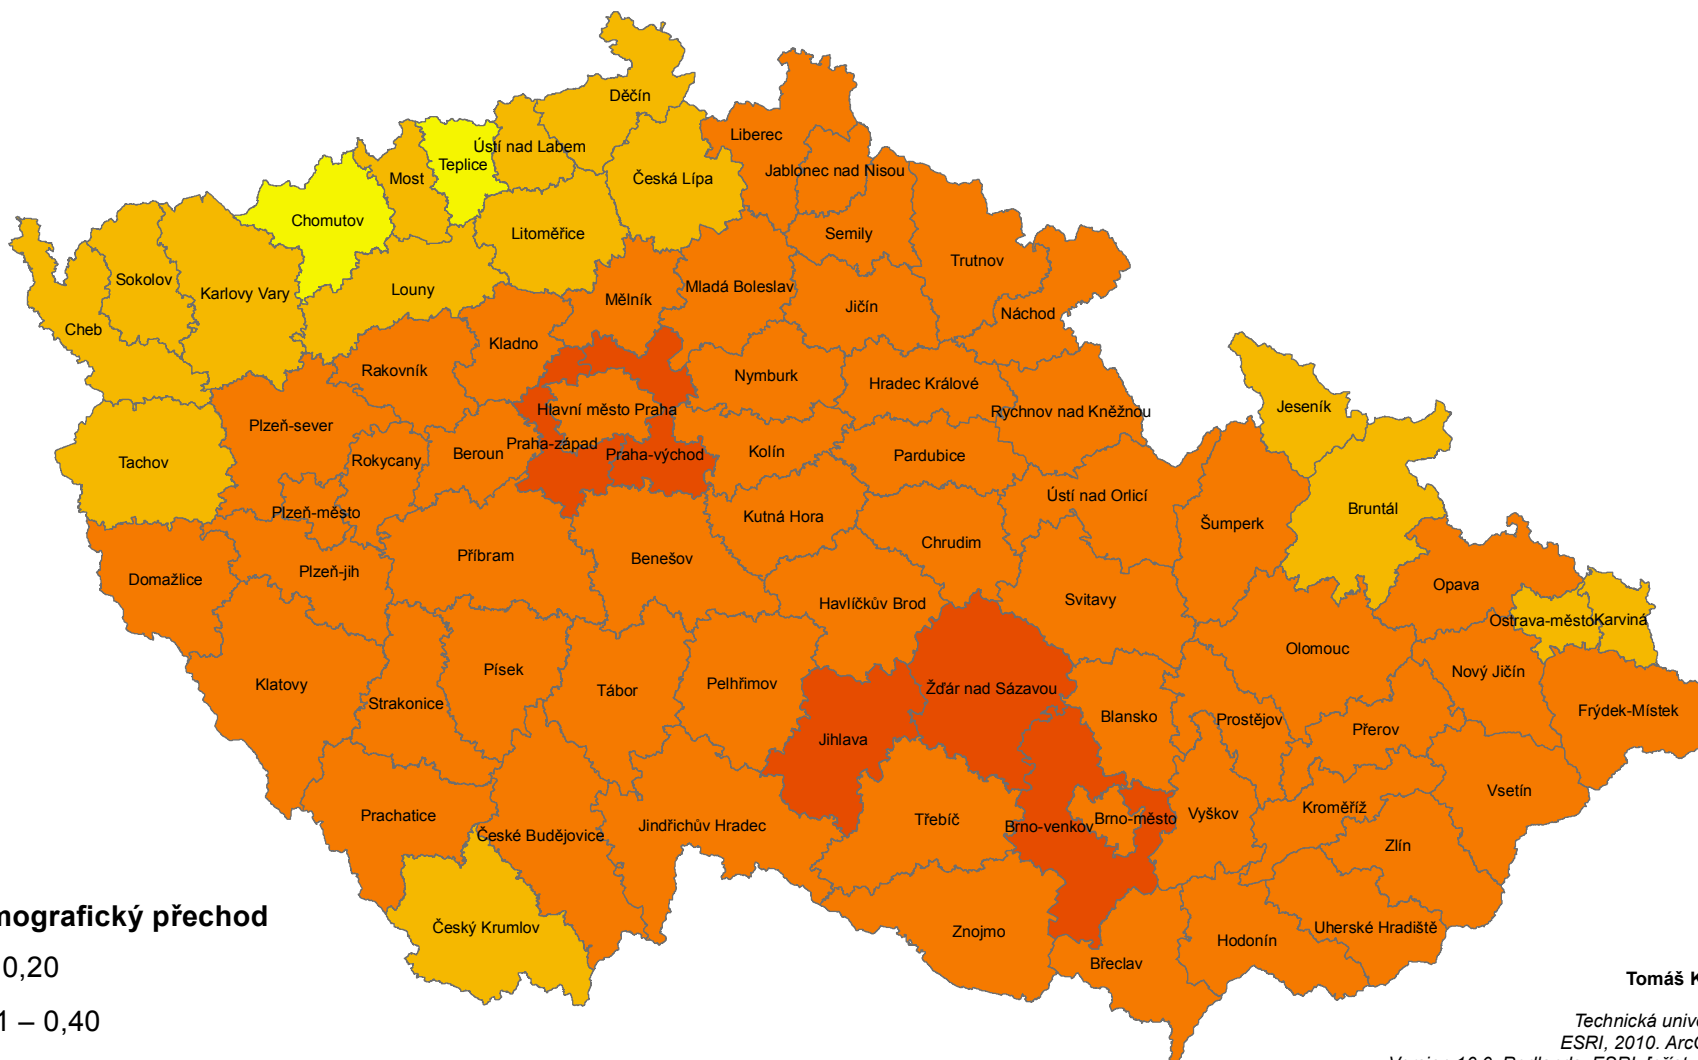 Děčín
Liberec
Ústí nad Labem
Teplice
Jablonec nad Nisou
Most
Česká Lípa
Chomutov
Litoměřice
Semily
Trutnov
Sokolov
Karlovy Vary
Louny
Mladá Boleslav
Mělník
Jičín
Náchod
Cheb
Kladno
Rakovník
Nymburk
Hradec Králové
Jeseník
Hlavní město Praha
Rychnov nad Kněžnou
Plzeň-sever
Praha-západ
Beroun
Praha-východ
Kolín
Pardubice
Tachov
Rokycany
Ústí nad Orlicí
Bruntál
Plzeň-město
Kutná Hora
Šumperk
Chrudim
Příbram
Benešov
Plzeň-jih
Domažlice
Opava
Havlíčkův Brod
Svitavy
Ostrava-město
Karviná
Olomouc
Písek
Nový Jičín
Klatovy
Pelhřimov
Tábor
Žďár nad Sázavou
Strakonice
Frýdek-Místek
Blansko
Prostějov
Přerov
Jihlava
Vsetín
Kroměříž
Prachatice
Vyškov
Třebíč
Brno-město
Brno-venkov
Jindřichův Hradec
České Budějovice
Zlín
Český Krumlov
Uherské Hradiště
Znojmo
Hodonín
Břeclav
mografický přechod
0,20
1 – 0,40
Tomáš K
Technická unive
ESRI, 2010. ArcG